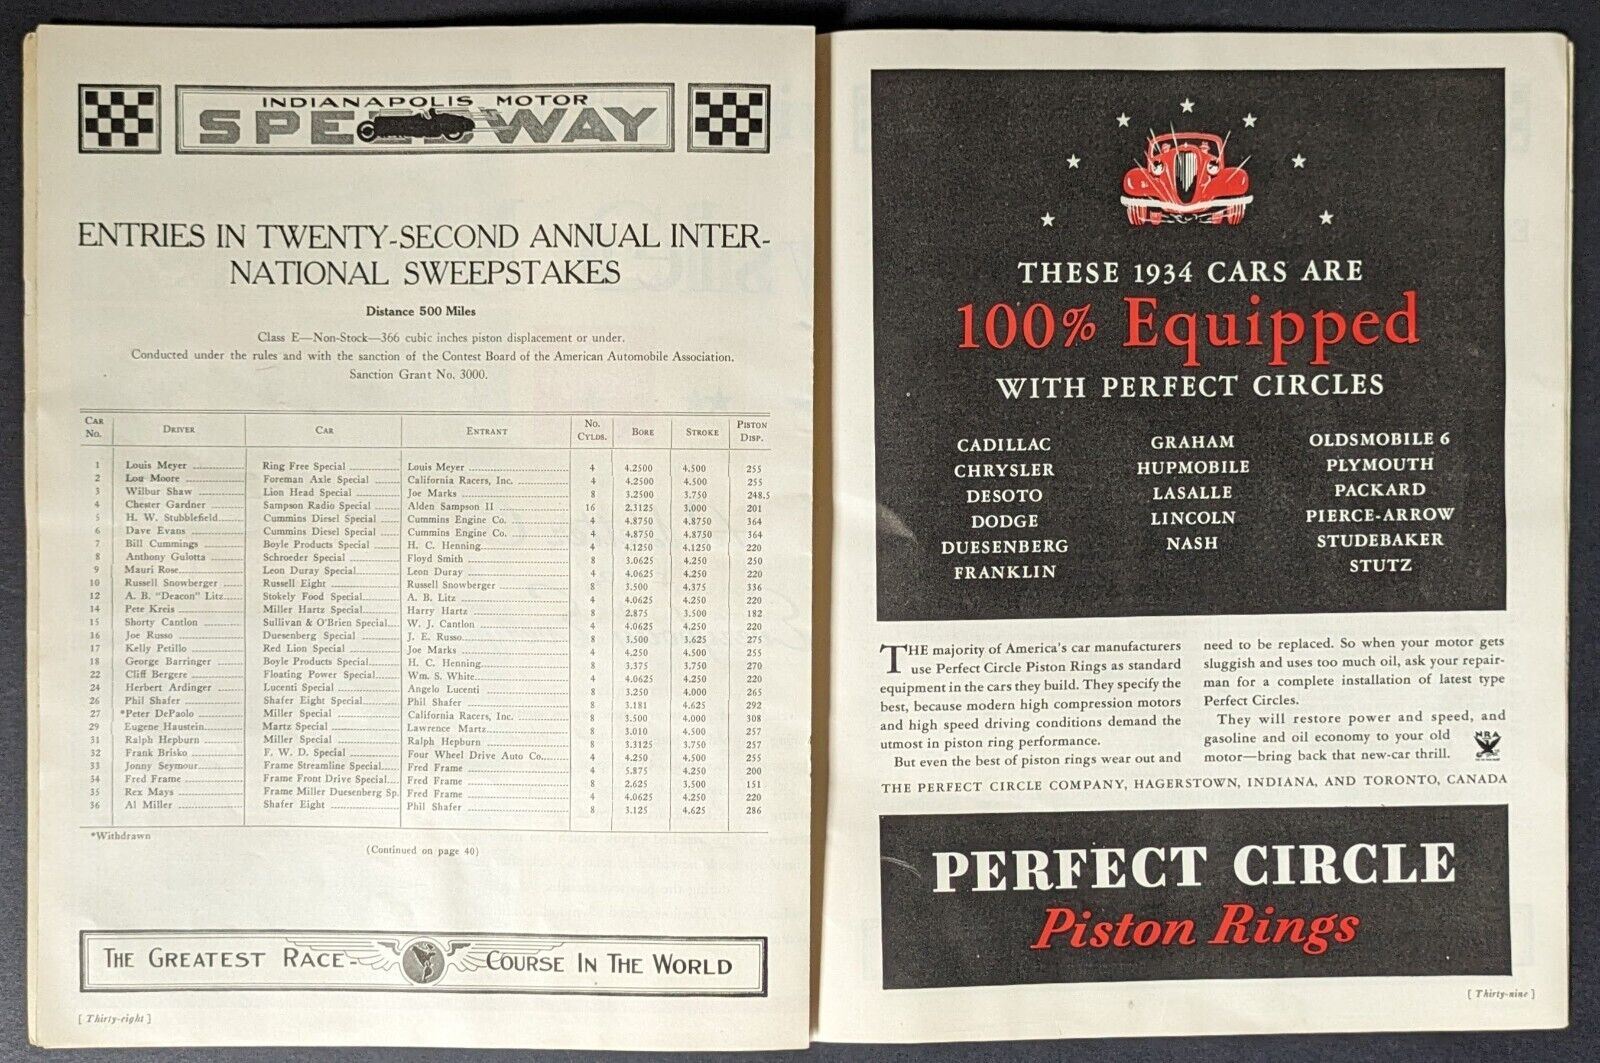 INDIANAPOLIS MOTOR
SPEEDWAY
ENTRIES IN TWENTY-SECOND ANNUAL INTER-
NATIONAL SWEEPSTAKES
Distance 500 Miles
Class E—Non-Stock—366 cubic inches piston displacement or under.
Conducted under the rules and with the sanction of the Contest Board of the American Automobile Association.
Sanction Grant No. 3000.
CAR No. DRIVER CAR ENTRANT No. CYLDS. BORE STROKE PISTON DISP.
1 Louis Meyer Ring Free Special Louis Meyer 4 4.2500 4.500 255
2 Lou Moore Foreman Axle Special California Racers, Inc. 4 4.2500 4.500 255
3 Wilbur Shaw Lion Head Special Joe Marks 8 3.2500 3.750 248.5
4 Chester Gardner Sampson Radio Special Alden Sampson II 16 2.3125 3.000 201
5 H. W. Stubblefield Cummins Diesel Special Cummins Engine Co. 4 4.8750 4.8750 364
6 Dave Evans Cummins Diesel Special Cummins Engine Co. 4 4.8750 4.8750 364
7 Bill Cummings Boyle Products Special H. C. Henning 4 4.1250 4.1250 220
8 Anthony Gulotta Schroeder Special Floyd Smith 8 3.0625 4.250 250
9 Mauri Rose Leon Duray Special Leon Duray 4 4.0625 4.250 220
10 Russell Snowberger Russell Eight Russell Snowberger 8 3.500 4.375 336
12 A. B. "Deacon" Litz Stokely Food Special A. B. Litz 4 4.0625 4.250 220
14 Pete Kreis Miller Hartz Special Harry Hartz 8 2.875 3.500 182
15 Shorty Cantlon Sullivan & O'Brien Special W. J. Cantlon 4 4.0625 4.250 220
16 Joe Russo Duesenberg Special J. E. Russo 8 3.500 3.625 275
17 Kelly Petillo Red Lion Special Joe Marks 4 4.250 4.500 255
18 George Barringer Boyle Products Special H. C. Henning 8 3.375 3.750 270
22 Cliff Bergere Floating Power Special Wm. S. White 4 4.0625 4.250 220
24 Herbert Ardinger Lucenti Special Angelo Lucenti 8 3.250 4.000 265
26 Phil Shafer Shafer Eight Special Phil Shafer 8 3.181 4.625 292
27 *Peter DePaolo Miller Special California Racers, Inc. 8 3.500 4.000 308
29 Eugene Haustein Martz Special Lawrence Martz 8 3.010 4.500 257
31 Ralph Hepburn Miller Special Ralph Hepburn 8 3.3125 3.750 257
32 Frank Brisko F. W. D. Special Four Wheel Drive Auto Co. 4 4.250 4.500 255
33 Jonny Seymour Frame Streamline Special Fred Frame 4 5.875 4.250 200
34 Fred Frame Frame Front Drive Special Fred Frame 8 2.625 3.500 151
35 Rex Mays Frame Miller Duesenberg Sp. Fred Frame 4 4.0625 4.250 220
36 Al Miller Shafer Eight Phil Shafer 8 3.125 4.625 286
*Withdrawn
(Continued on page 40)
THE GREATEST RACE-COURSE IN THE WORLD
[ Thirty-eight ]
THESE 1934 CARS ARE
100% Equipped
WITH PERFECT CIRCLES
CADILLAC
CHRYSLER
DESOTO
DODGE
DUESENBERG
FRANKLIN
GRAHAM
HUPMOBILE
LASALLE
LINCOLN
NASH
OLDSMOBILE 6
PLYMOUTH
PACKARD
PIERCE-ARROW
STUDEBAKER
STUTZ
THE majority of America's car manufacturers
use Perfect Circle Piston Rings as standard
equipment in the cars they build. They specify the
best, because modern high compression motors
and high speed driving conditions demand the
utmost in piston ring performance.
But even the best of piston rings wear out and
need to be replaced. So when your motor gets
sluggish and uses too much oil, ask your repair-
man for a complete installation of latest type
Perfect Circles.
They will restore power and speed, and
gasoline and oil economy to your old
motor—bring back that new-car thrill.
NRA
THE PERFECT CIRCLE COMPANY, HAGERSTOWN, INDIANA, AND TORONTO, CANADA
PERFECT CIRCLE
Piston Rings
[ Thirty-nine ]